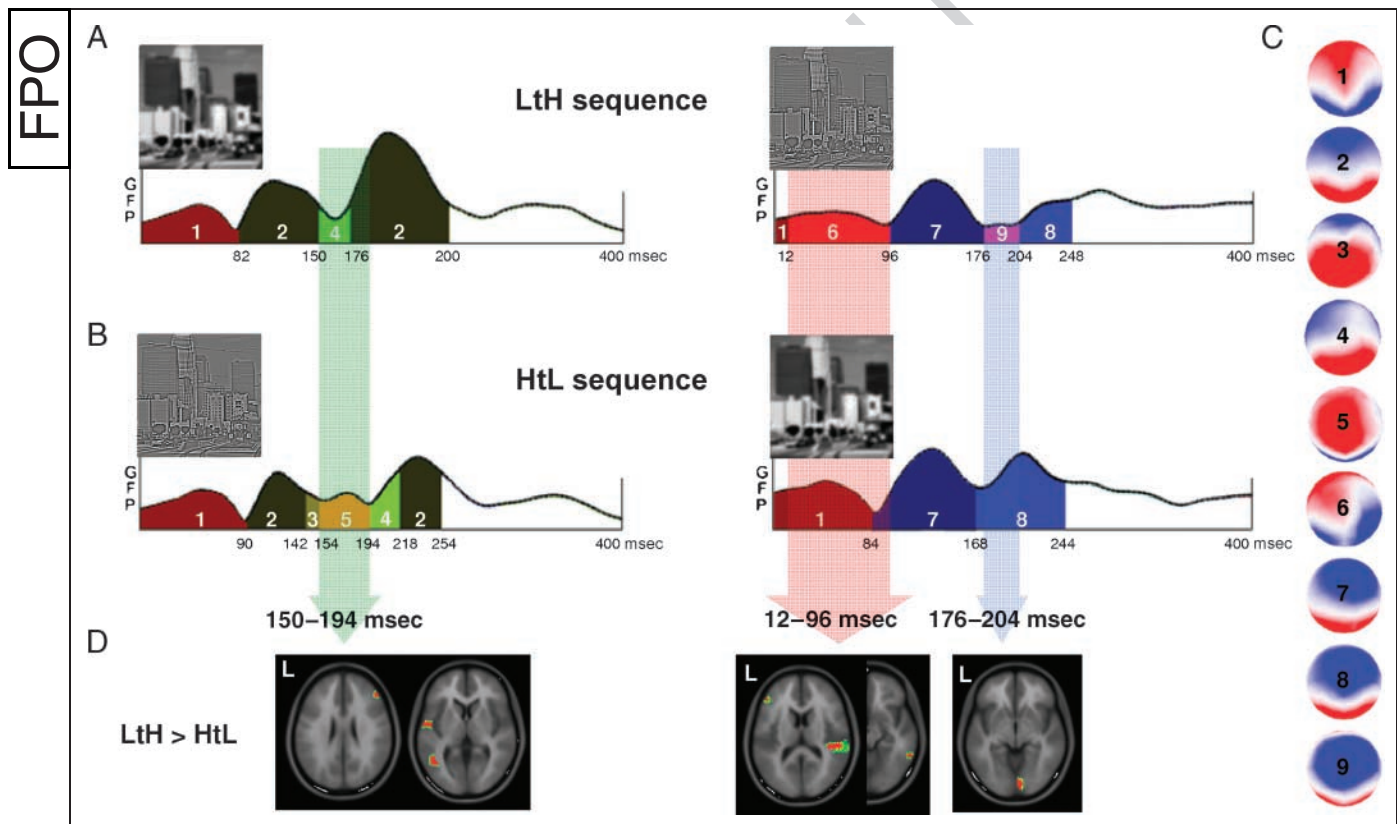 FPO
A
C
LtH sequence
G
F
P
1
2
4
2
82
150
176
200
400 msec
G
F
P
1
6
7
9
8
12
96
176
204
248
400 msec
B
HtL sequence
G
F
P
1
2
3
5
4
2
90
142
154
194
218
254
400 msec
G
F
P
1
7
8
84
168
244
400 msec
150–194 msec
12–96 msec
176–204 msec
D
L
L
L
LtH > HtL
1
2
3
4
5
6
7
8
9